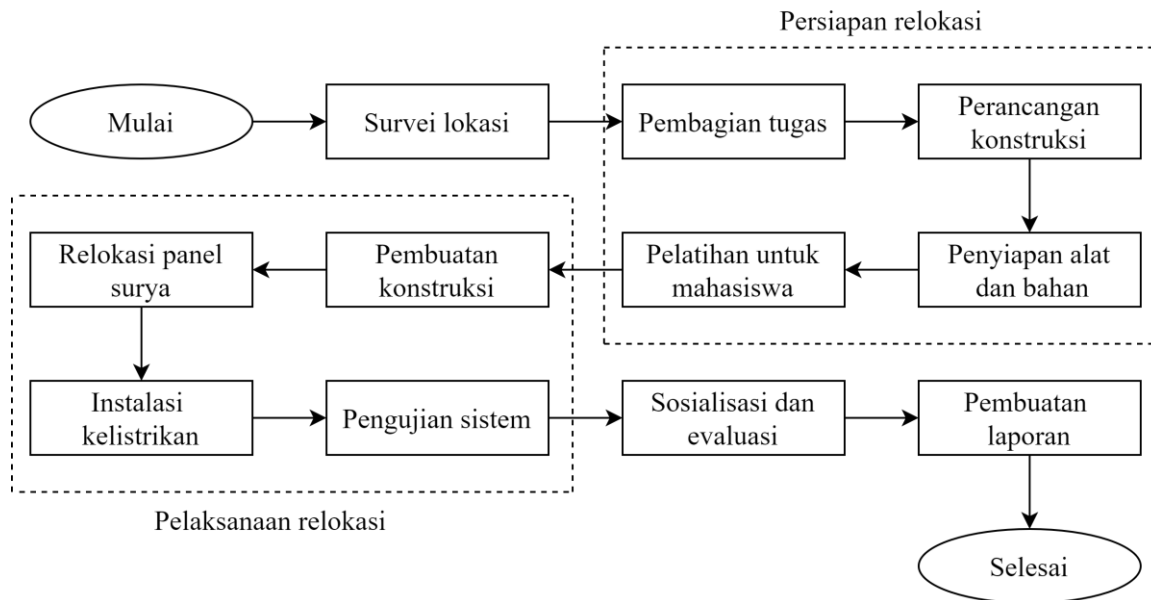 Persiapan relokasi
Mulai
Survei lokasi
Pembagian tugas
Perancangan
konstruksi
Penyiapan alat
dan bahan
Pelatihan untuk
mahasiswa
Pembuatan
konstruksi
Relokasi panel
surya
Instalasi
kelistrikan
Pengujian sistem
Sosialisasi dan
evaluasi
Pembuatan
laporan
Pelaksanaan relokasi
Selesai